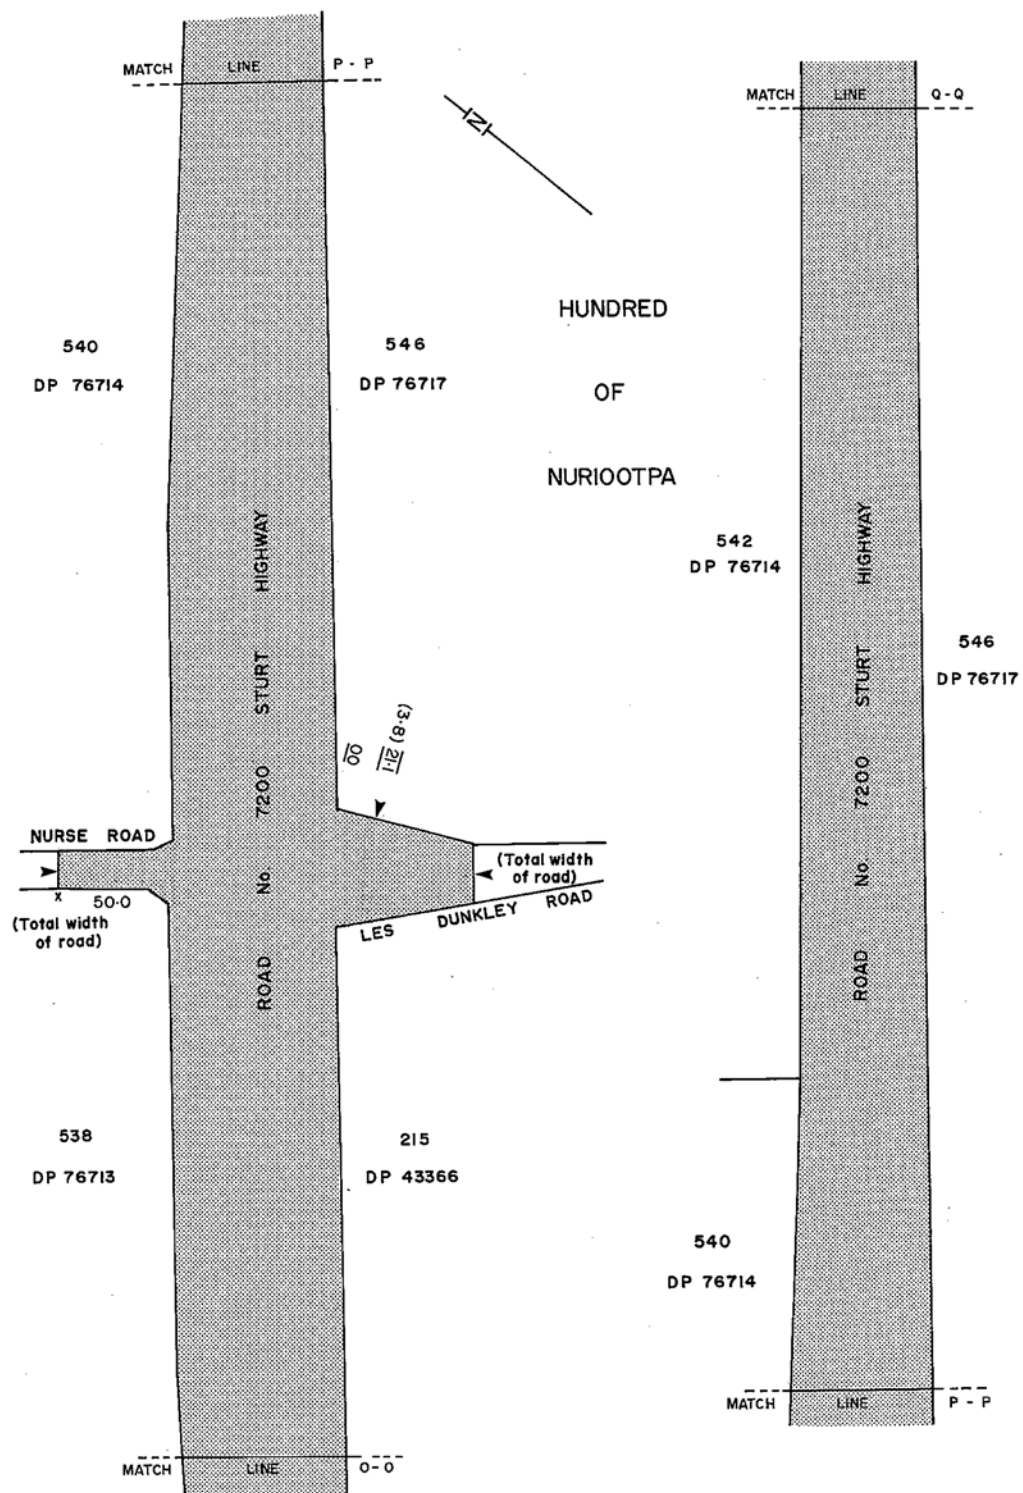 MATCH LINE P - P
540
DP 76714
546
DP 76717
ROAD No. 7200 STURT HIGHWAY
00
(3·8) 21·1
NURSE ROAD
X 50·0
(Total width
of road)
(Total width
of road)
LES DUNKLEY ROAD
538
DP 76713
215
DP 43366
MATCH LINE O-O
N
HUNDRED
OF
NURIOOTPA
MATCH LINE Q-Q
542
DP 76714
546
DP 76717
ROAD No. 7200 STURT HIGHWAY
540
DP 76714
MATCH LINE P - P